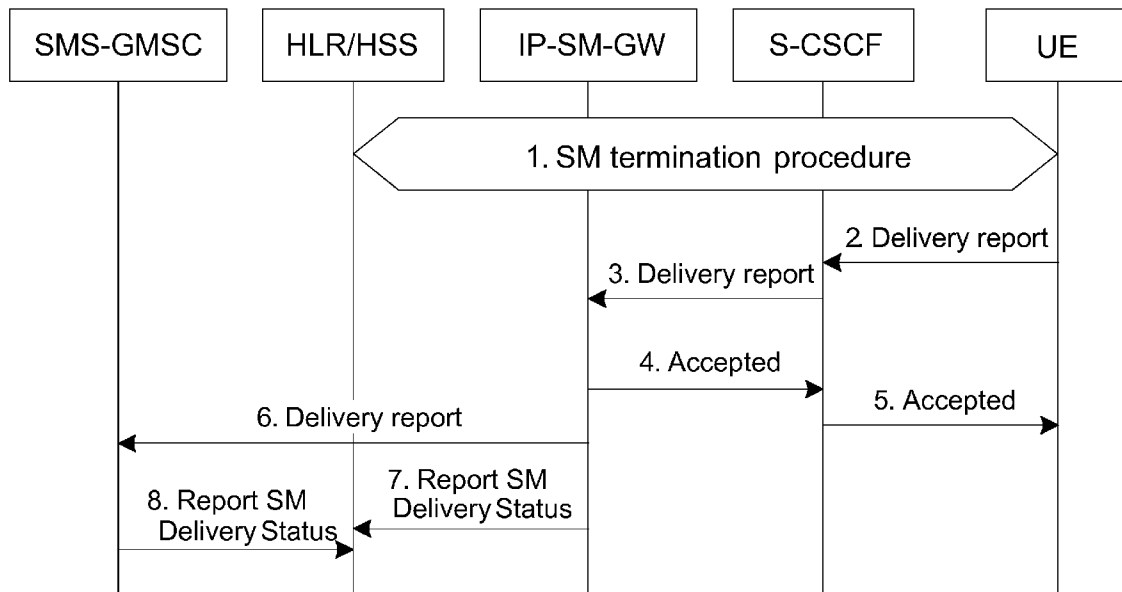 SMS-GMSC
HLR/HSS
IP-SM-GW
S-CSCF
UE
1. SM termination procedure
2. Delivery report
3. Delivery report
4. Accepted
5. Accepted
6. Delivery report
7. Report SM
Delivery Status
8. Report SM
Delivery Status